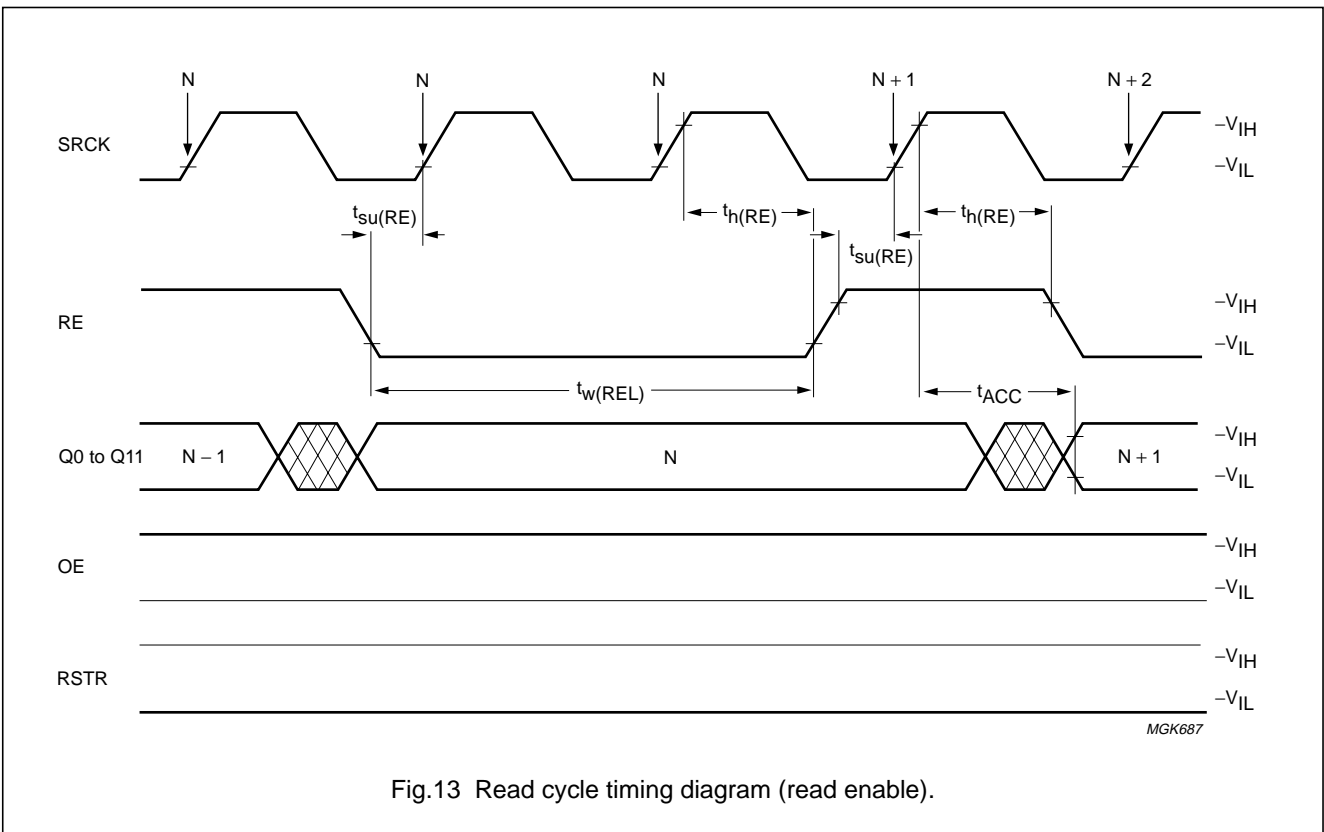 N N N N + 1 N + 2
SRCK –VIH
–VIL
tsu(RE) th(RE) th(RE)
tsu(RE)
RE –VIH
–VIL
tw(REL) tACC
Q0 to Q11 N – 1 N N + 1 –VIH
–VIL
OE –VIH
–VIL
RSTR –VIH
–VIL
MGK687
Fig.13 Read cycle timing diagram (read enable).